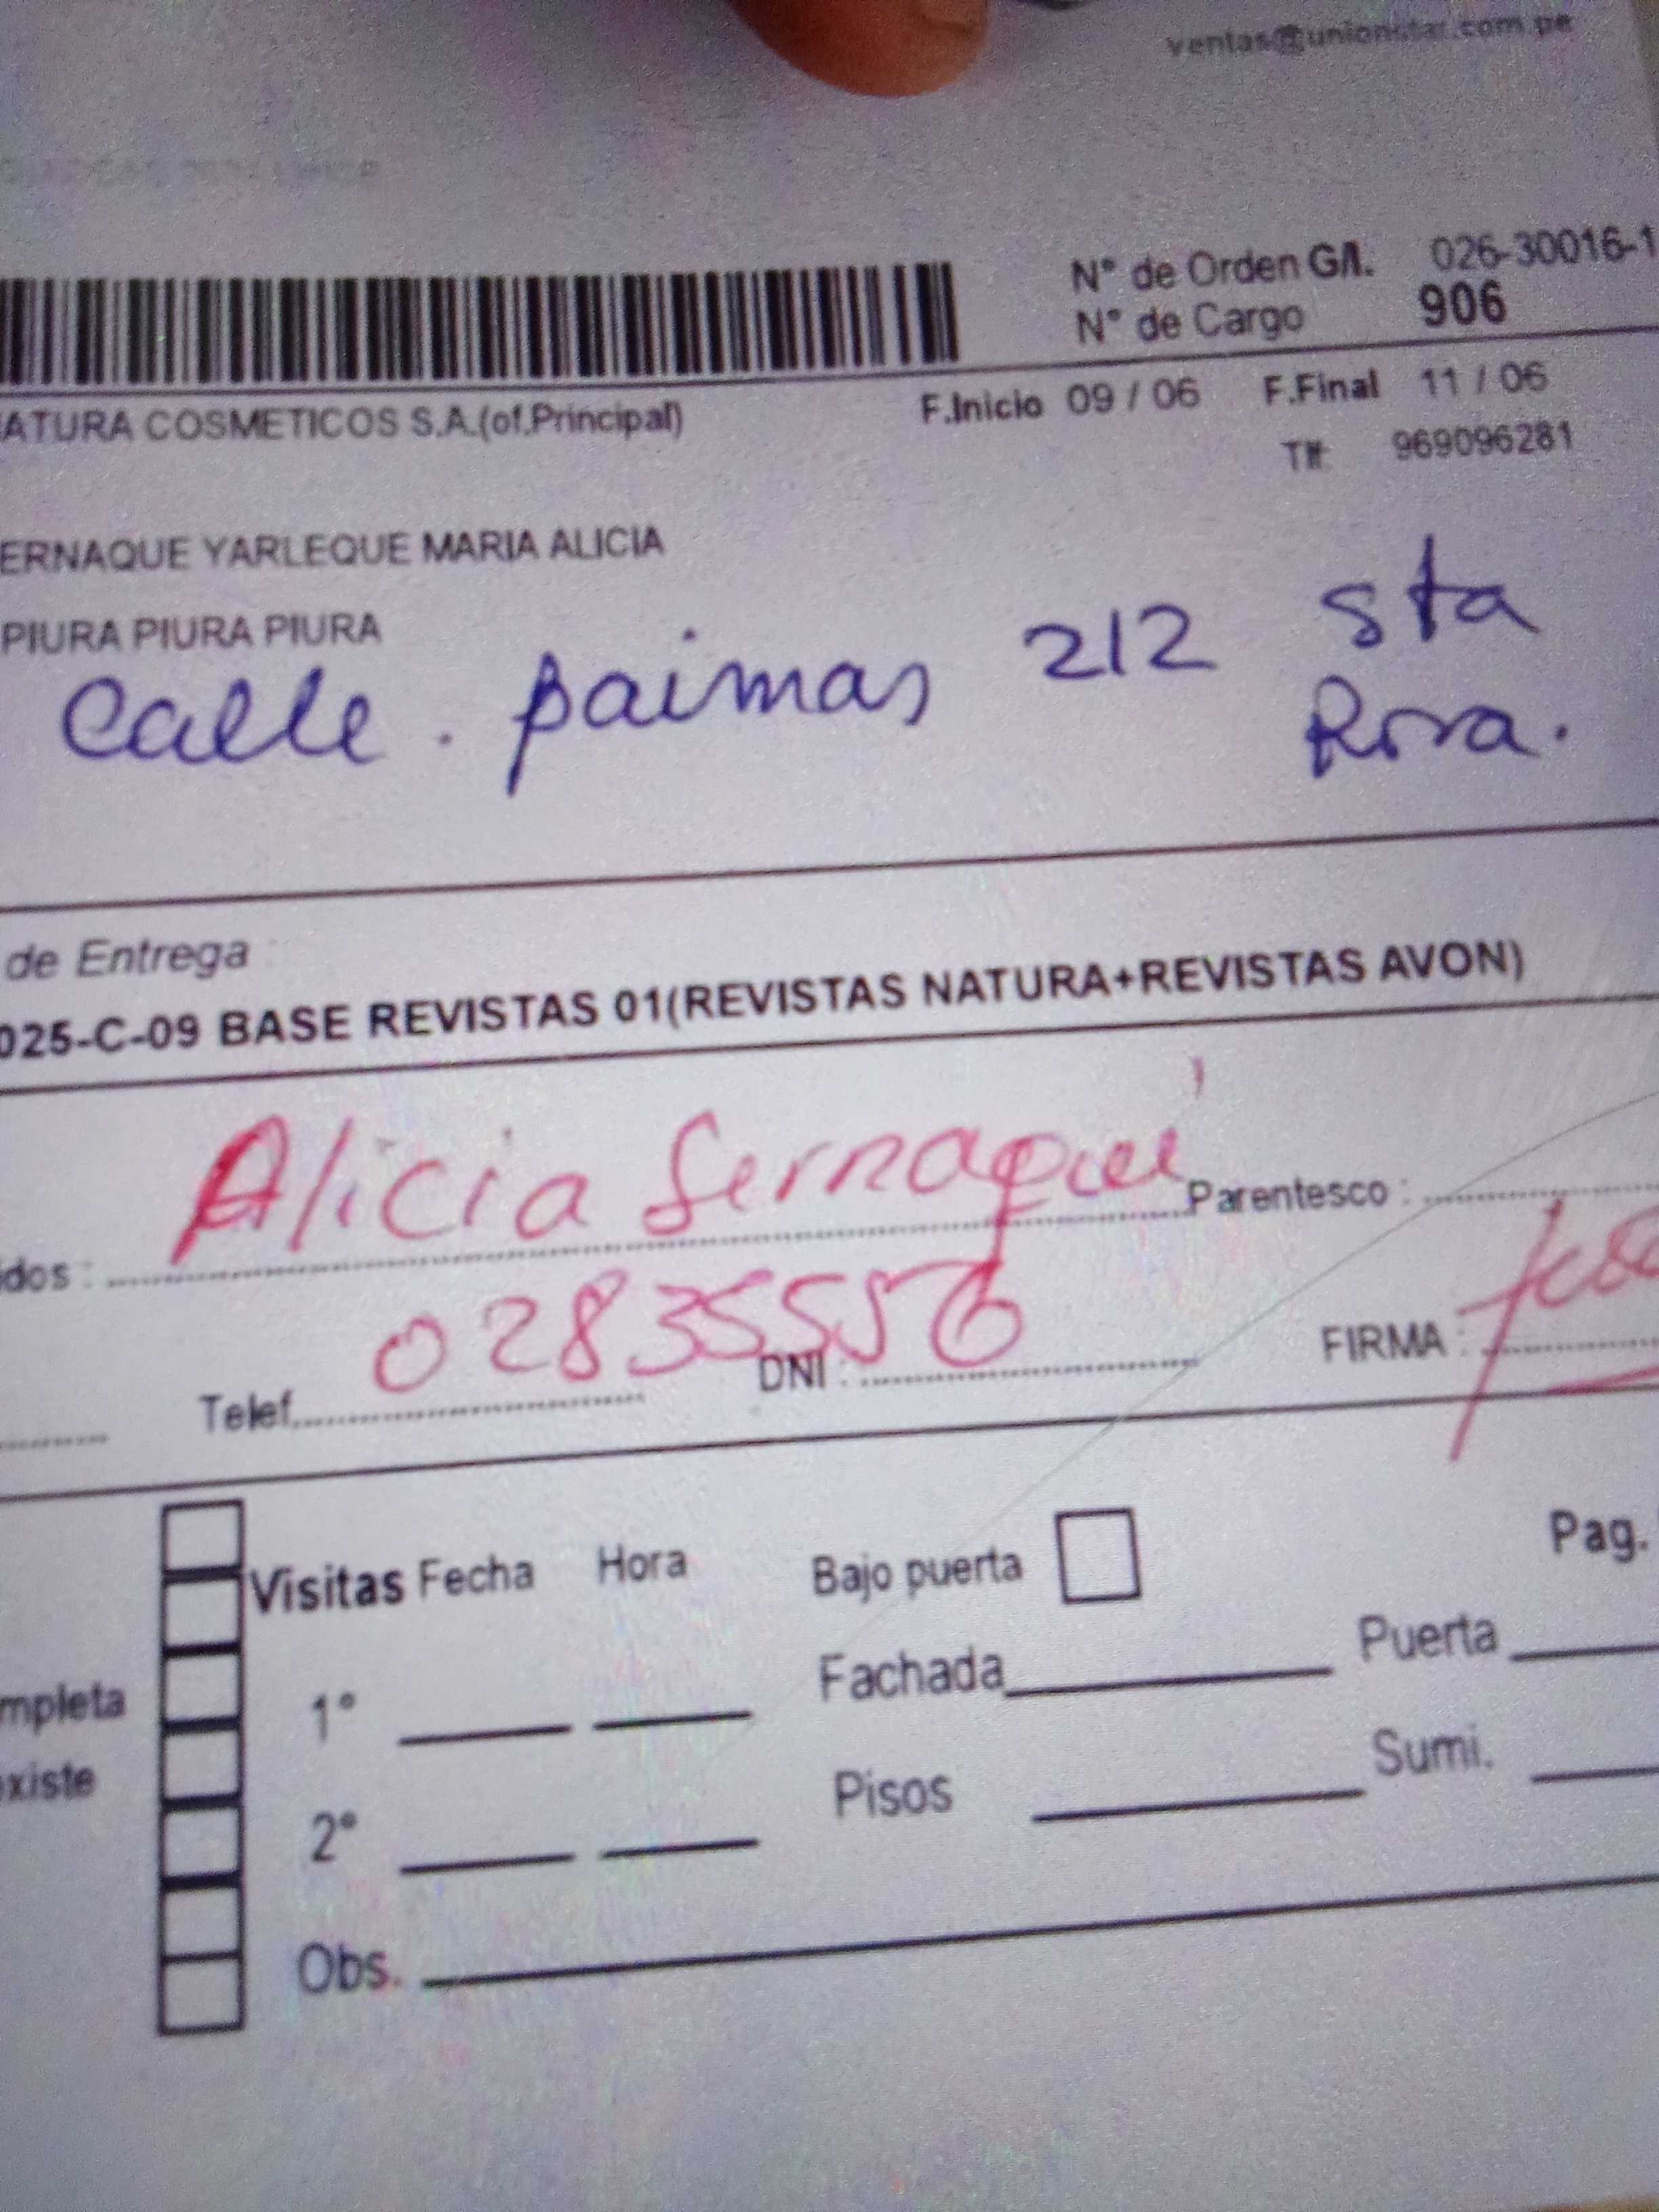 ventas@unionstar.com.pe
N° de Orden G/I. 026-30016-1
N° de Cargo 906
ATURA COSMETICOS S.A.(of.Principal) F.Inicio 09 / 06 F.Final 11 / 06
T#: 969096281
ERNAQUE YARLEQUE MARIA ALICIA
PIURA PIURA PIURA
Calle. paimas 212 sta
Rosa.
de Entrega :
025-C-09 BASE REVISTAS 01(REVISTAS NATURA+REVISTAS AVON)
idos : Alicia Sernaqué Parentesco :
Telef. 02835556 DNI : FIRMA :
Visitas Fecha Hora Bajo puerta Pag.
mpleta 1° Fachada Puerta
existe 2° Pisos Sumi.
Obs.